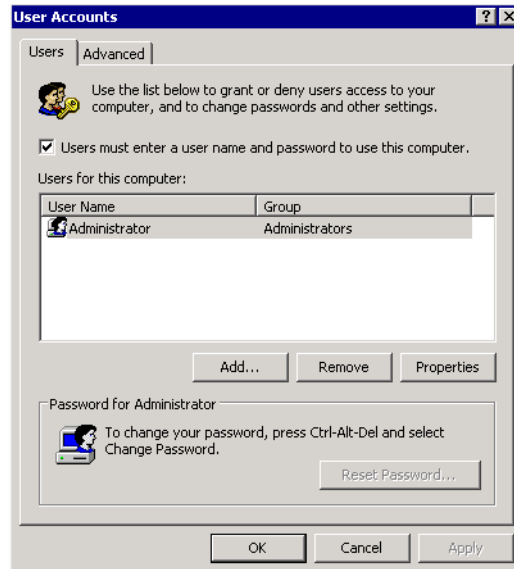 User Accounts
Users
Advanced
Use the list below to grant or deny users access to your
computer, and to change passwords and other settings.
Users must enter a user name and password to use this computer.
Users for this computer:
User Name Group
Administrator Administrators
Add... Remove Properties
Password for Administrator
To change your password, press Ctrl-Alt-Del and select
Change Password.
Reset Password...
OK Cancel Apply